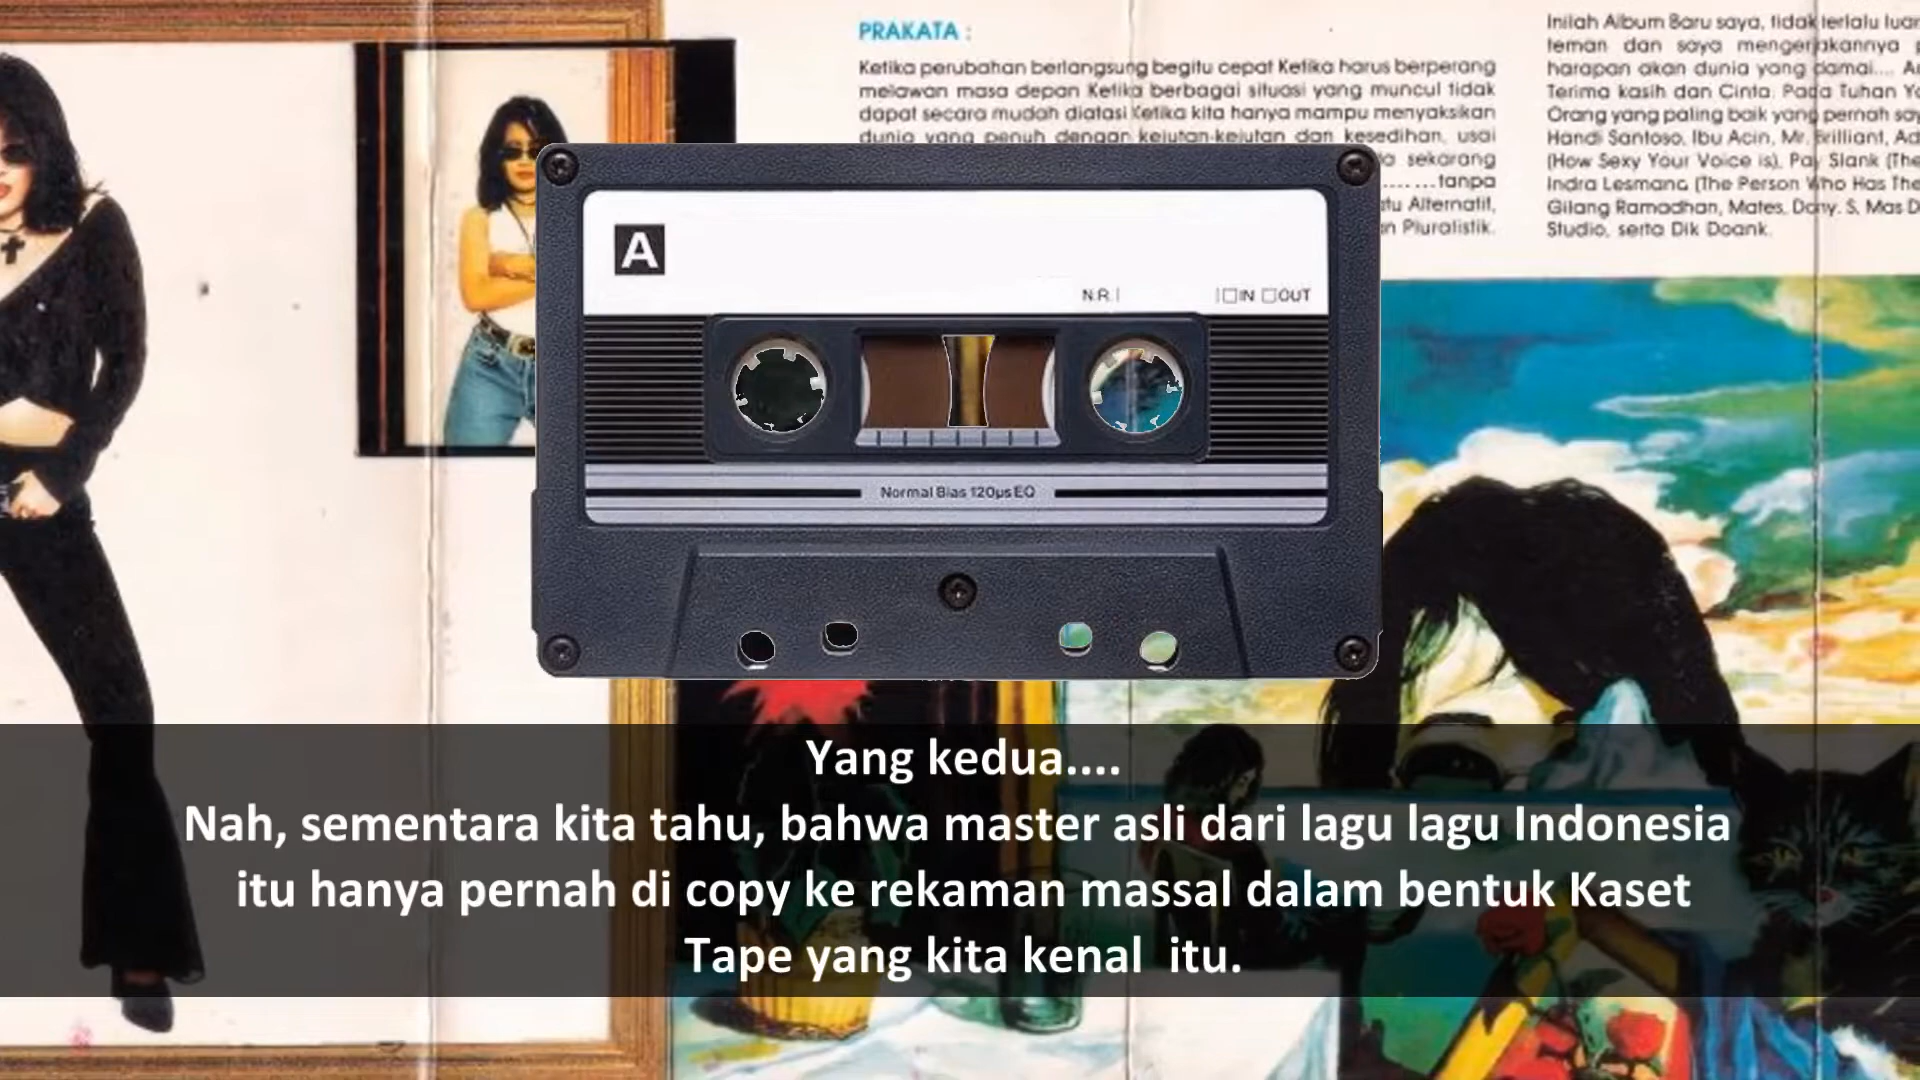 PRAKATA :
Ketika perubahan berlangsung begitu cepat Ketika harus berperang
melawan masa depan Ketika berbagai situasi yang muncul tidak
dapat secara mudah diatasi Ketika kita hanya mampu menyaksikan
dunia yang penuh dengan kejutan-kejutan dan kesedihan, usai
sekarang
......tanpa
Alternatif,
Pluralistik.
Inilah Album Baru saya, tidak terlalu
teman dan saya mengerjakannya
harapan akan dunia yang damai....
Terima kasih dan Cinta. Pada Tuhan
Orang yang paling baik yang pernah
Handi Santoso, Ibu Acin, Mr. Brilliant,
(How Sexy Your Voice is), Pay Slank (The
Indra Lesmana (The Person Who Has The
Gilang Ramadhan, Mates, Dony. S, Mas
Studio, serta Dik Doank.
A
N.R. IN OUT
Normal Bias 120µs EQ
Yang kedua....
Nah, sementara kita tahu, bahwa master asli dari lagu lagu Indonesia
itu hanya pernah di copy ke rekaman massal dalam bentuk Kaset
Tape yang kita kenal itu.